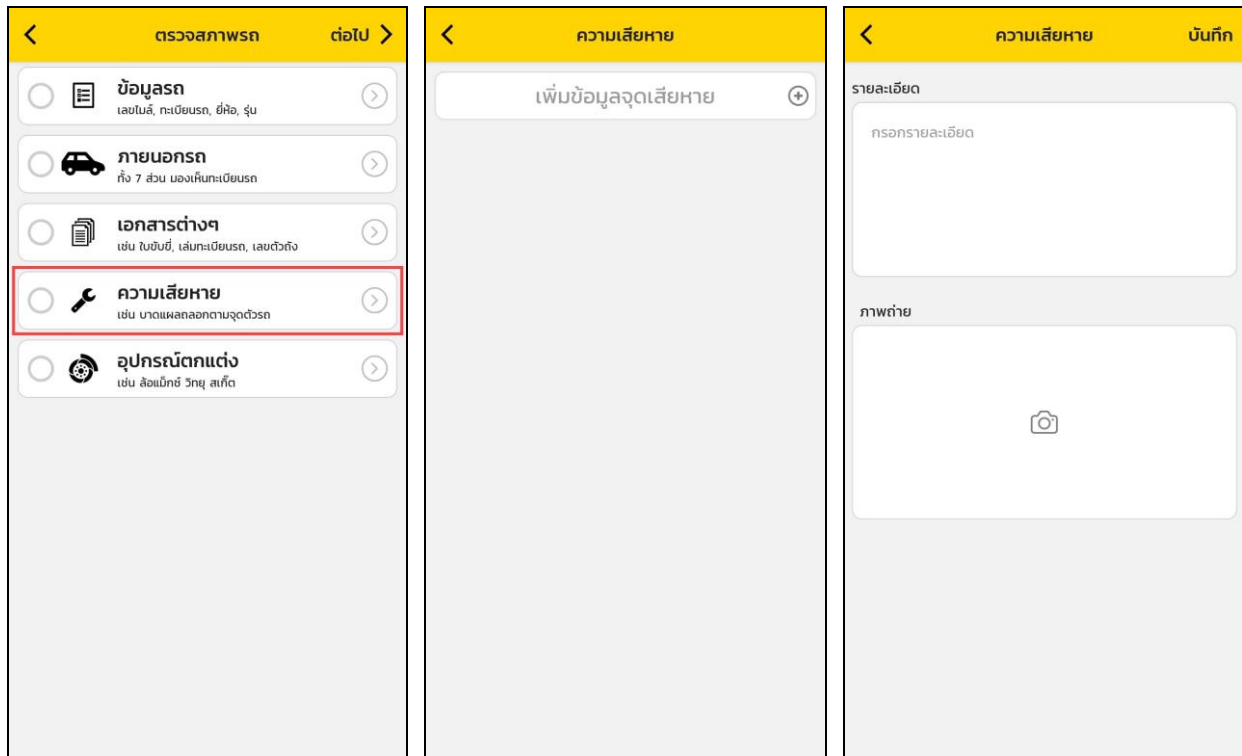 ตรวจสภาพรถ
ต่อไป
ข้อมูลรถ
เลขไมล์, ทะเบียนรถ, ยี่ห้อ, รุ่น
ภายนอกรถ
ทั้ง 7 ส่วน มองเห็นทะเบียนรถ
เอกสารต่างๆ
เช่น ใบขับขี่, เล่มทะเบียนรถ, เลขตัวถัง
ความเสียหาย
เช่น บาดแผลถลอกตามจุดตัวรถ
อุปกรณ์ตกแต่ง
เช่น ล้อแม็กซ์ วิทยุ สเกิ๊ต
ความเสียหาย
เพิ่มข้อมูลจุดเสียหาย
ความเสียหาย
บันทึก
รายละเอียด
กรอกรายละเอียด
ภาพถ่าย